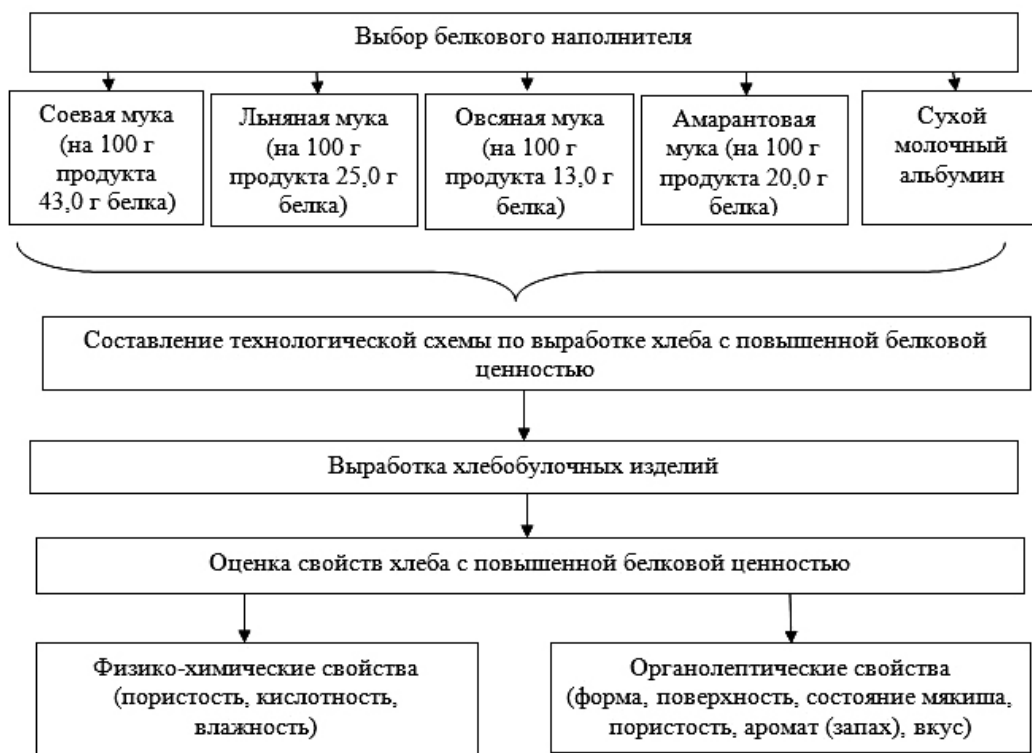 Выбор белкового наполнителя
Соевая мука
(на 100 г
продукта
43,0 г белка)
Льняная мука
(на 100 г
продукта 25,0 г
белка)
Овсяная мука
(на 100 г
продукта 13,0 г
белка)
Амарантовая
мука (на 100 г
продукта 20,0 г
белка)
Сухой
молочный
альбумин
Составление технологической схемы по выработке хлеба с повышенной белковой
ценностью
Выработка хлебобулочных изделий
Оценка свойств хлеба с повышенной белковой ценностью
Физико-химические свойства
(пористость, кислотность,
влажность)
Органолептические свойства
(форма, поверхность, состояние мякиша,
пористость, аромат (запах), вкус)